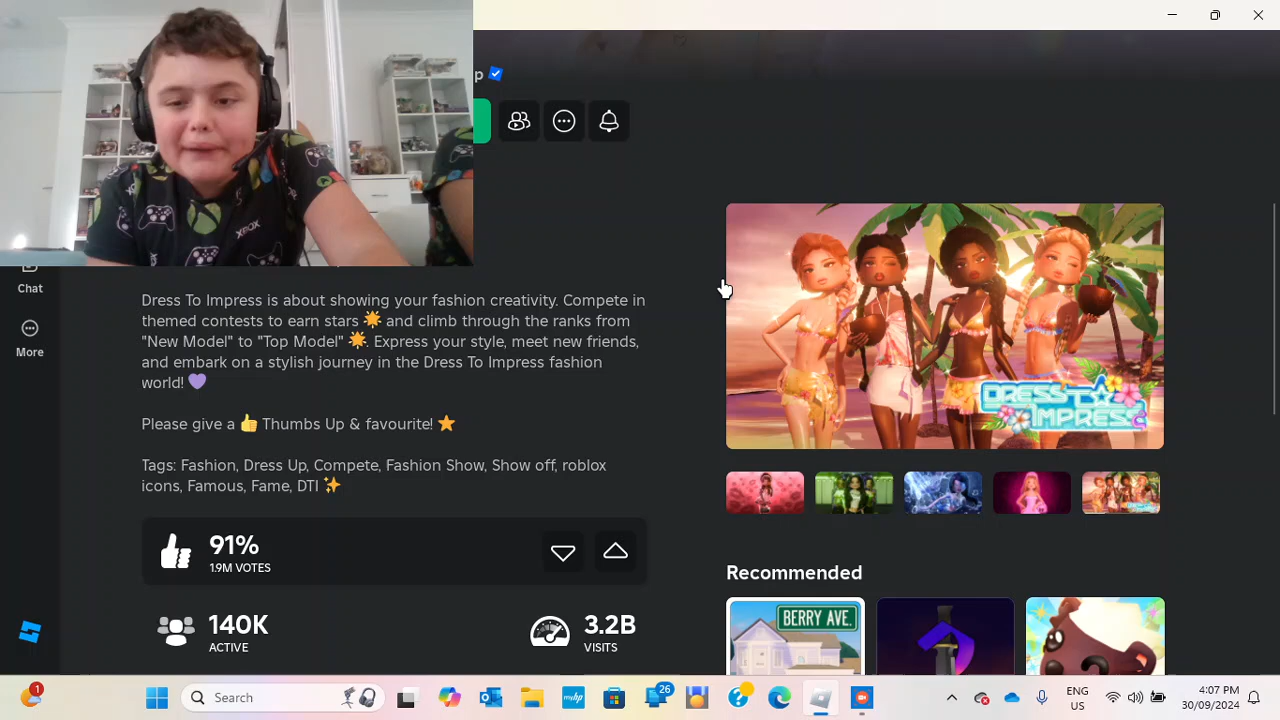 p
XBOX
Chat
More
Dress To Impress is about showing your fashion creativity. Compete in
themed contests to earn stars 🌟 and climb through the ranks from
"New Model" to "Top Model" 🌟. Express your style, meet new friends,
and embark on a stylish journey in the Dress To Impress fashion
world! 💜
Please give a 👍 Thumbs Up & favourite! ⭐
Tags: Fashion, Dress Up, Compete, Fashion Show, Show off, roblox
icons, Famous, Fame, DTI ✨
91%
1.9M VOTES
140K
ACTIVE
3.2B
VISITS
DRESS TO
IMPRESS
Recommended
BERRY AVE.
1
Search
myhp
26
ENG
US
4:07 PM
30/09/2024